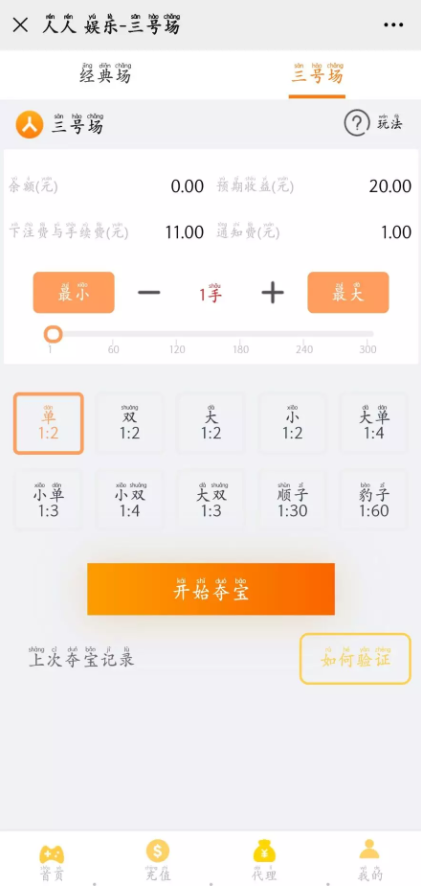 人人 娱乐-三号场
经典场 三号场
三号场 玩法
余额(元) 0.00 预期收益(元) 20.00
下注费与手续费(元) 11.00 通知费(元) 1.00
最小 1手 最大
1 60 120 180 240 300
单 双 大 小 大单
1:2 1:2 1:2 1:2 1:4
小单 小双 大双 顺子 豹子
1:3 1:4 1:3 1:30 1:60
开始夺宝
上次夺宝记录 如何验证
首页 充值 代理 我的